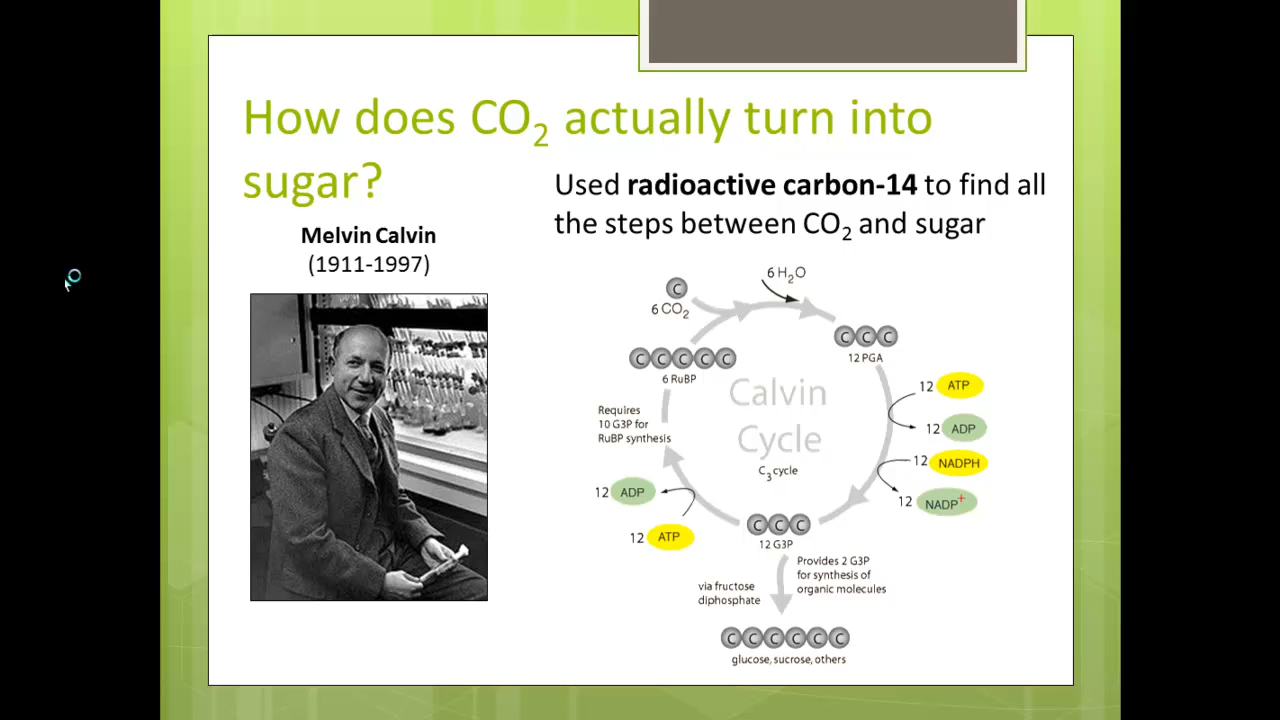 How does CO₂ actually turn into
sugar?
Used radioactive carbon-14 to find all
the steps between CO₂ and sugar
Melvin Calvin
(1911-1997)
6 H₂O
C
6 CO₂
C C C
12 PGA
C C C C C
6 RuBP
Calvin
Cycle
C₃ cycle
12 ATP
12 ADP
12 NADPH
12 NADP+
Requires
10 G3P for
RuBP synthesis
12 ADP
12 ATP
C C C
12 G3P
Provides 2 G3P
for synthesis of
organic molecules
via fructose
diphosphate
C C C C C C
glucose, sucrose, others